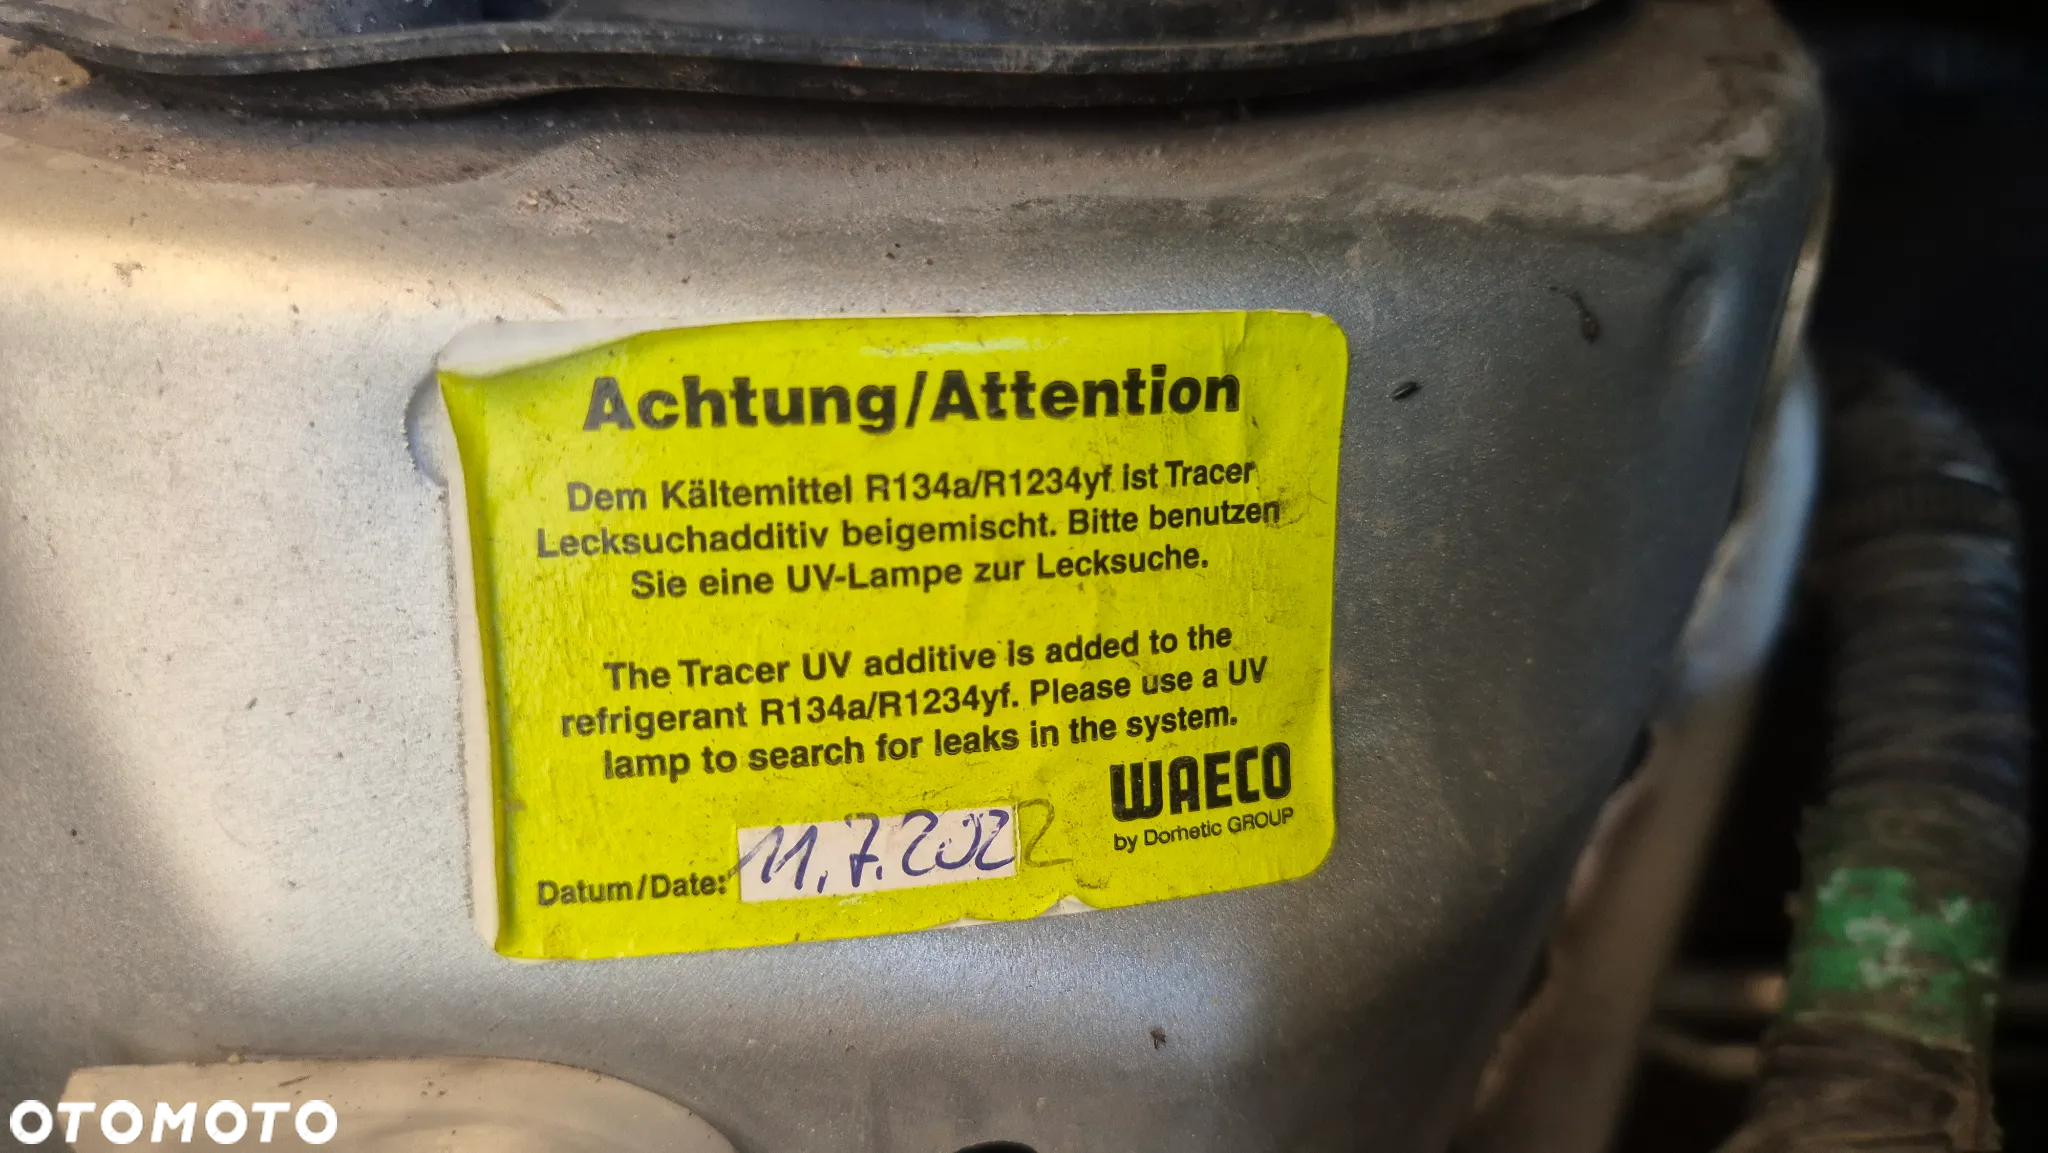 Achtung/Attention
Dem Kältemittel R134a/R1234yf ist Tracer
Lecksuchadditiv beigemischt. Bitte benutzen
Sie eine UV-Lampe zur Lecksuche.
The Tracer UV additive is added to the
refrigerant R134a/R1234yf. Please use a UV
lamp to search for leaks in the system.
WAECO
by Dorhetic GROUP
Datum/Date: 11.7.2022
OTOMOTO